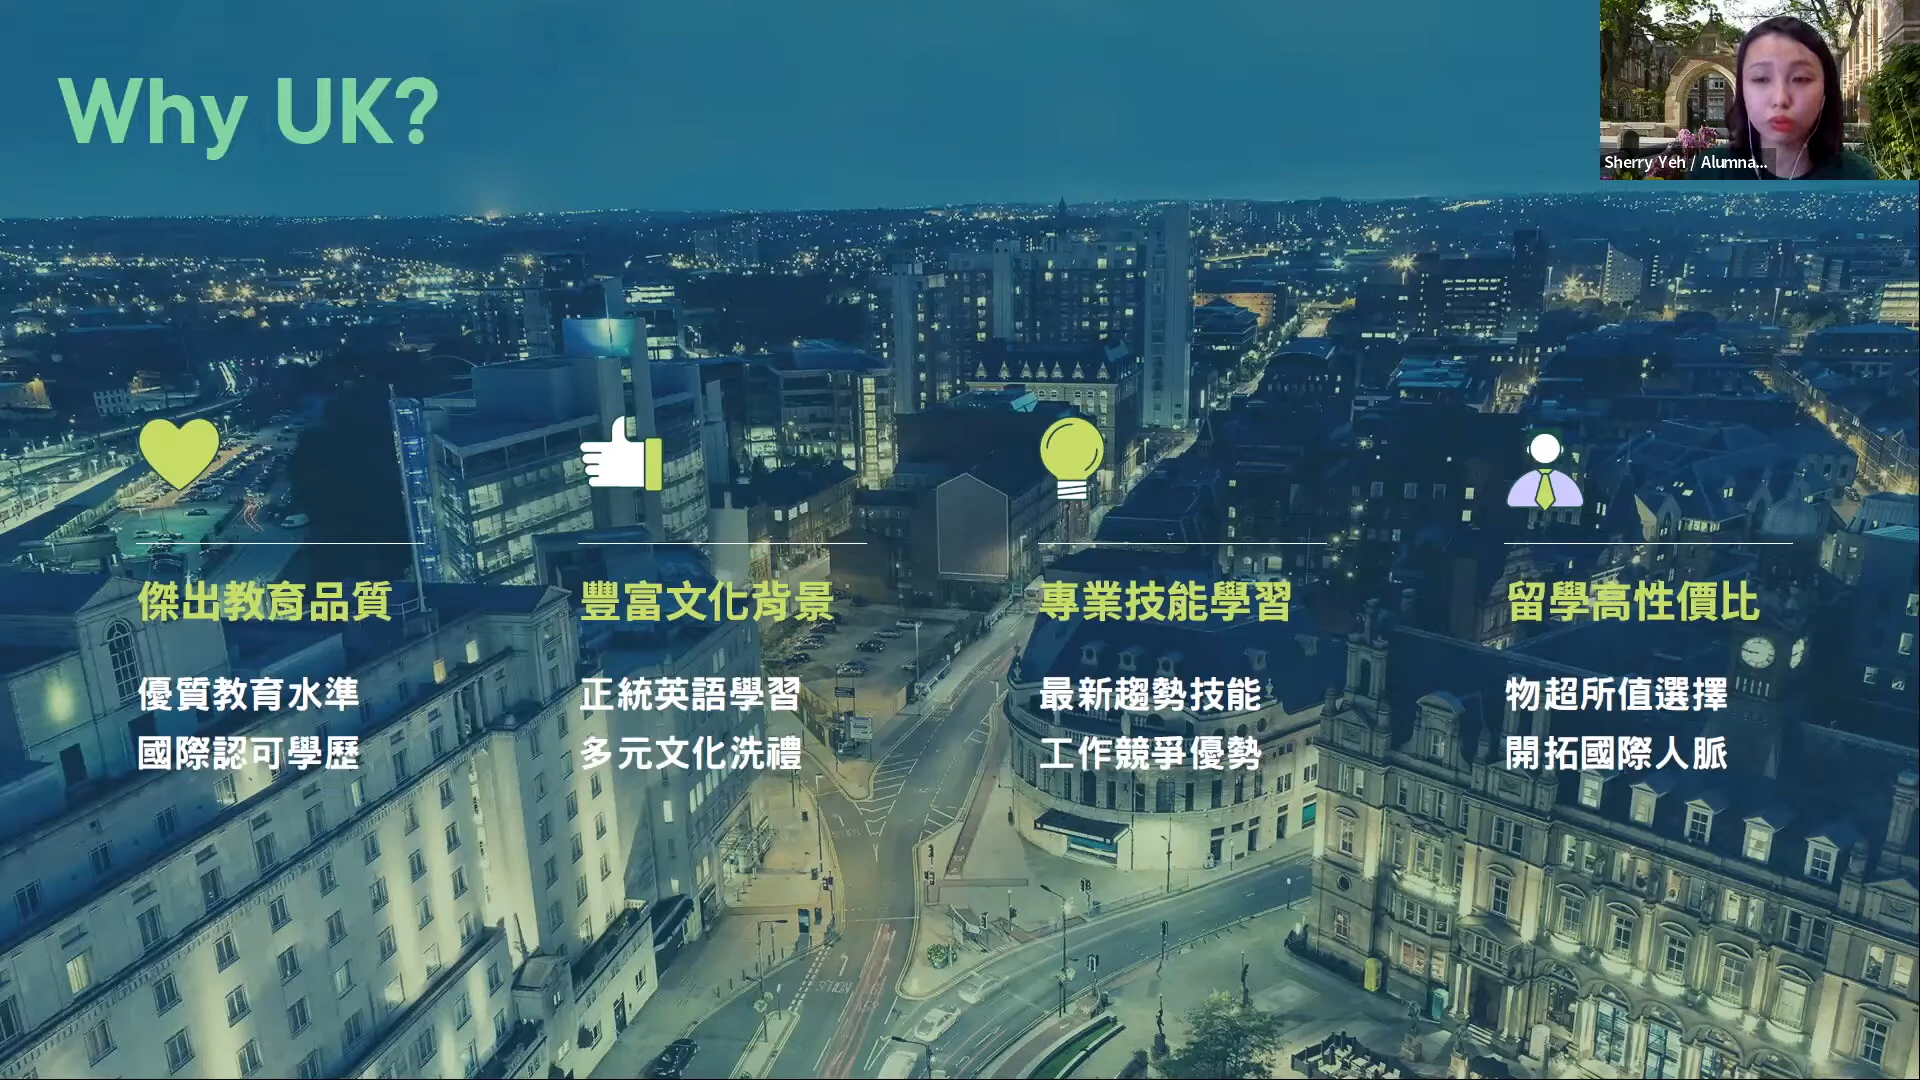 Why UK?
Sherry Yeh / Alumna...
傑出教育品質
優質教育水準
國際認可學歷
豐富文化背景
正統英語學習
多元文化洗禮
專業技能學習
最新趨勢技能
工作競爭優勢
留學高性價比
物超所值選擇
開拓國際人脈